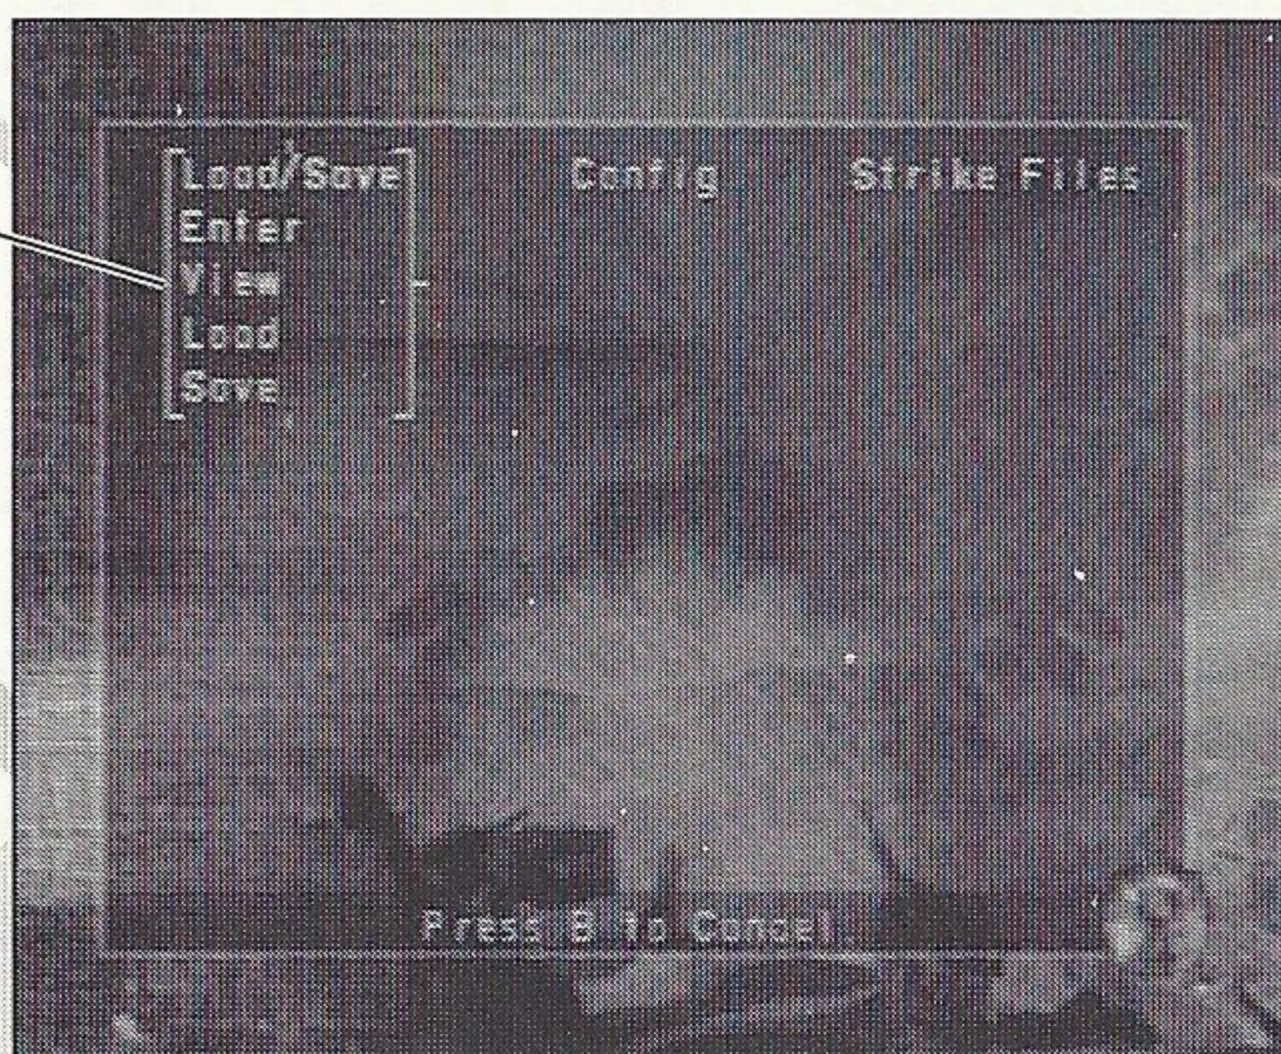 Load/Save Config Strike Files
Enter
View
Load
Save
Press B to Cancel